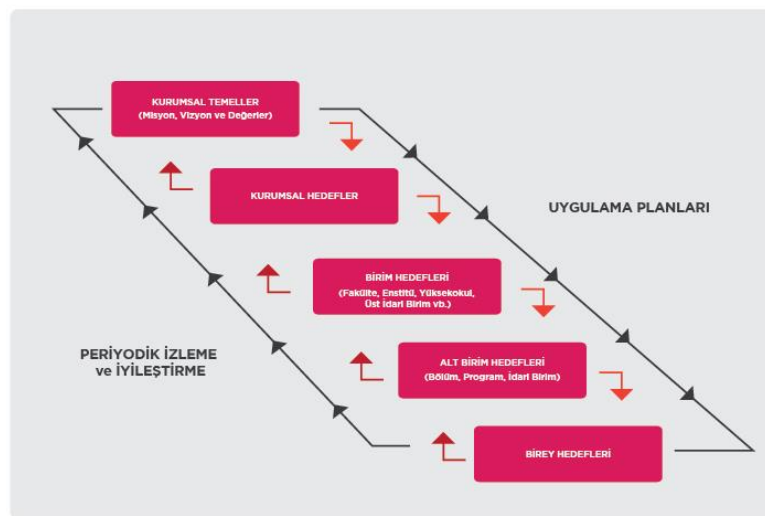 KURUMSAL TEMELLER
(Misyon, Vizyon ve Değerler)
KURUMSAL HEDEFLER
UYGULAMA PLANLARI
BİRİM HEDEFLERİ
(Fakülte, Enstitü, Yüksekokul,
Üst İdari Birim vb.)
PERİYODİK İZLEME
ve İYİLEŞTİRME
ALT BİRİM HEDEFLERİ
(Bölüm, Program, İdari Birim)
BİREY HEDEFLERİ